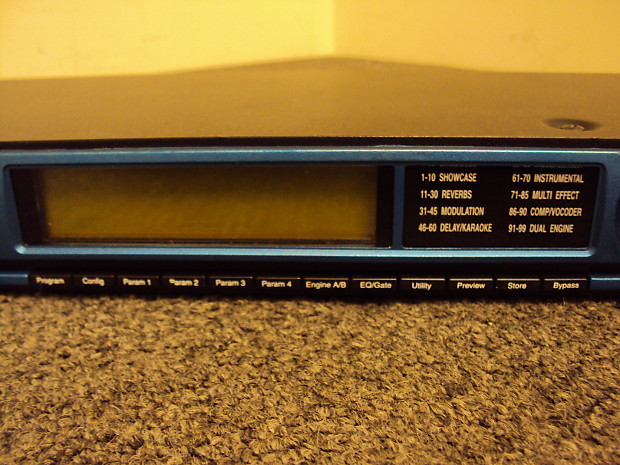 1-10 SHOWCASE 61-70 INSTRUMENTAL
11-30 REVERBS 71-85 MULTI EFFECT
31-45 MODULATION 86-90 COMP/VOCODER
46-60 DELAY/KARAOKE 91-99 DUAL ENGINE
Program Config Param 1 Param 2 Param 3 Param 4 Engine A/B EQ/Gate Utility Preview Store Bypass